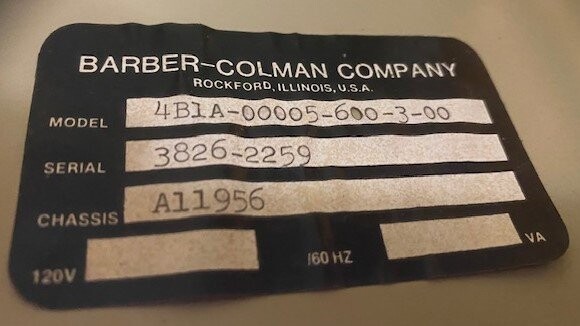 BARBER-COLMAN COMPANY
ROCKFORD, ILLINOIS, U.S.A.
MODEL 4B1A-00005-600-3-00
SERIAL 3826-2259
CHASSIS A11956
120V /60 HZ VA